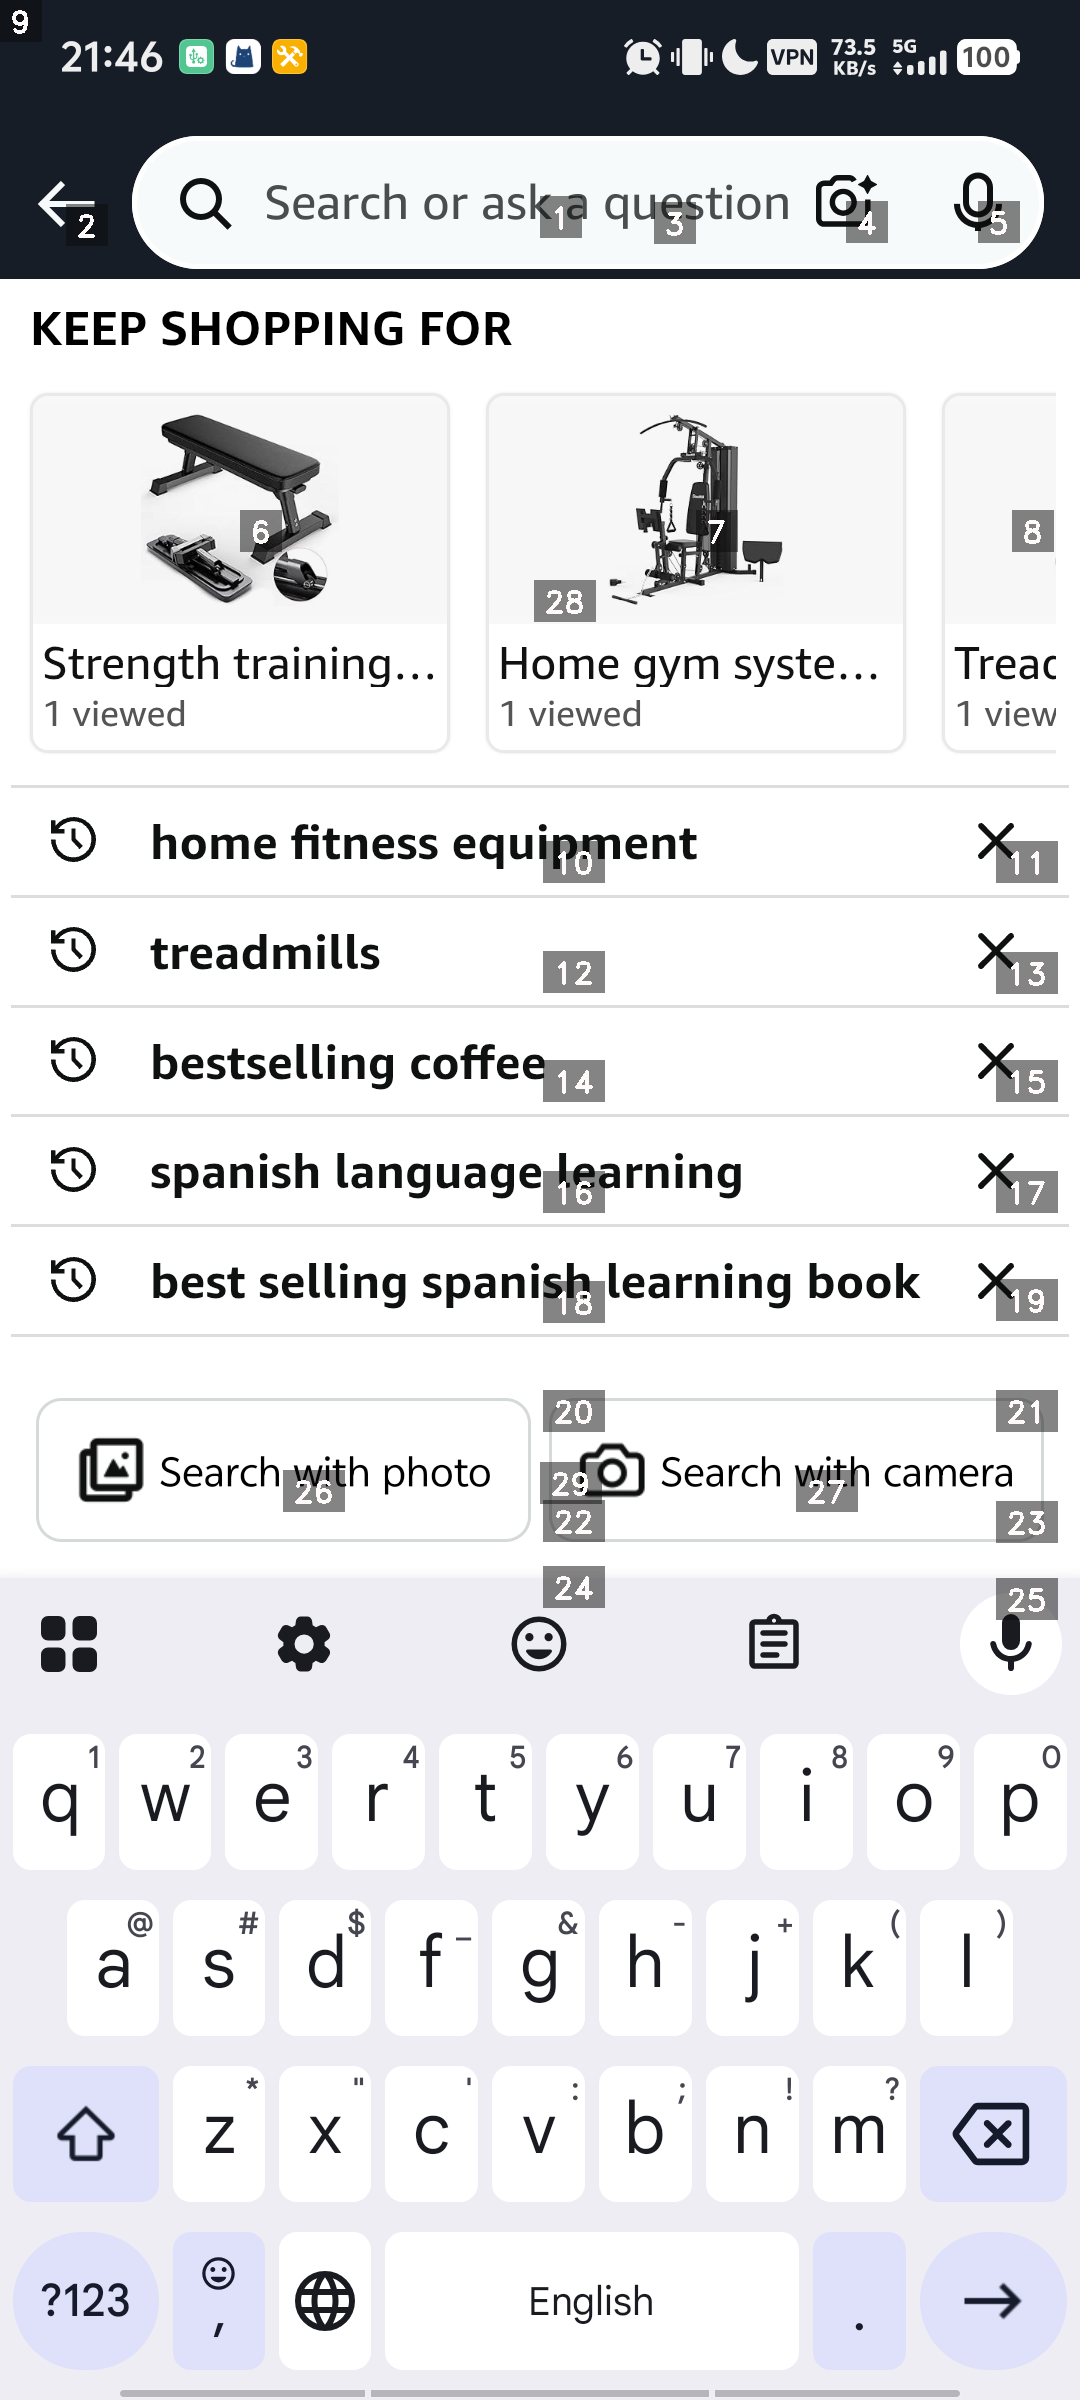 9
21:46
VPN 73.5 KB/s 5G 100
Search or ask a question
2 1 3 4 5
KEEP SHOPPING FOR
6 7 8
28
Strength training... Home gym syste... Treac
1 viewed 1 viewed 1 view
home fitness equipment
10 11
treadmills
12 13
bestselling coffee
14 15
spanish language learning
16 17
best selling spanish learning book
18 19
20 21
Search with photo Search with camera
26 29 27
22 23
24 25
1 2 3 4 5 6 7 8 9 0
q w e r t y u i o p
@ # $ _ & - + ( )
a s d f g h j k l
* " ' : ; ! ?
z x c v b n m
?123 , English .